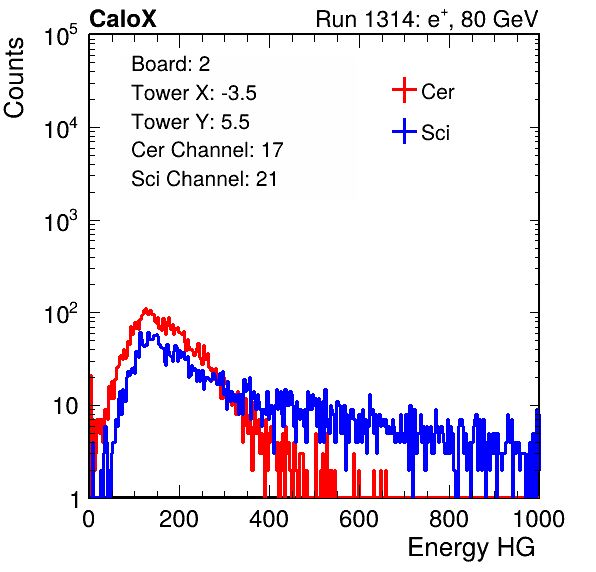 CaloX Run 1314: e⁺, 80 GeV
Counts
Board: 2
Tower X: -3.5
Tower Y: 5.5
Cer Channel: 17
Sci Channel: 21
Cer
Sci
10⁵
10⁴
10³
10²
10
1
0 200 400 600 800 1000
Energy HG